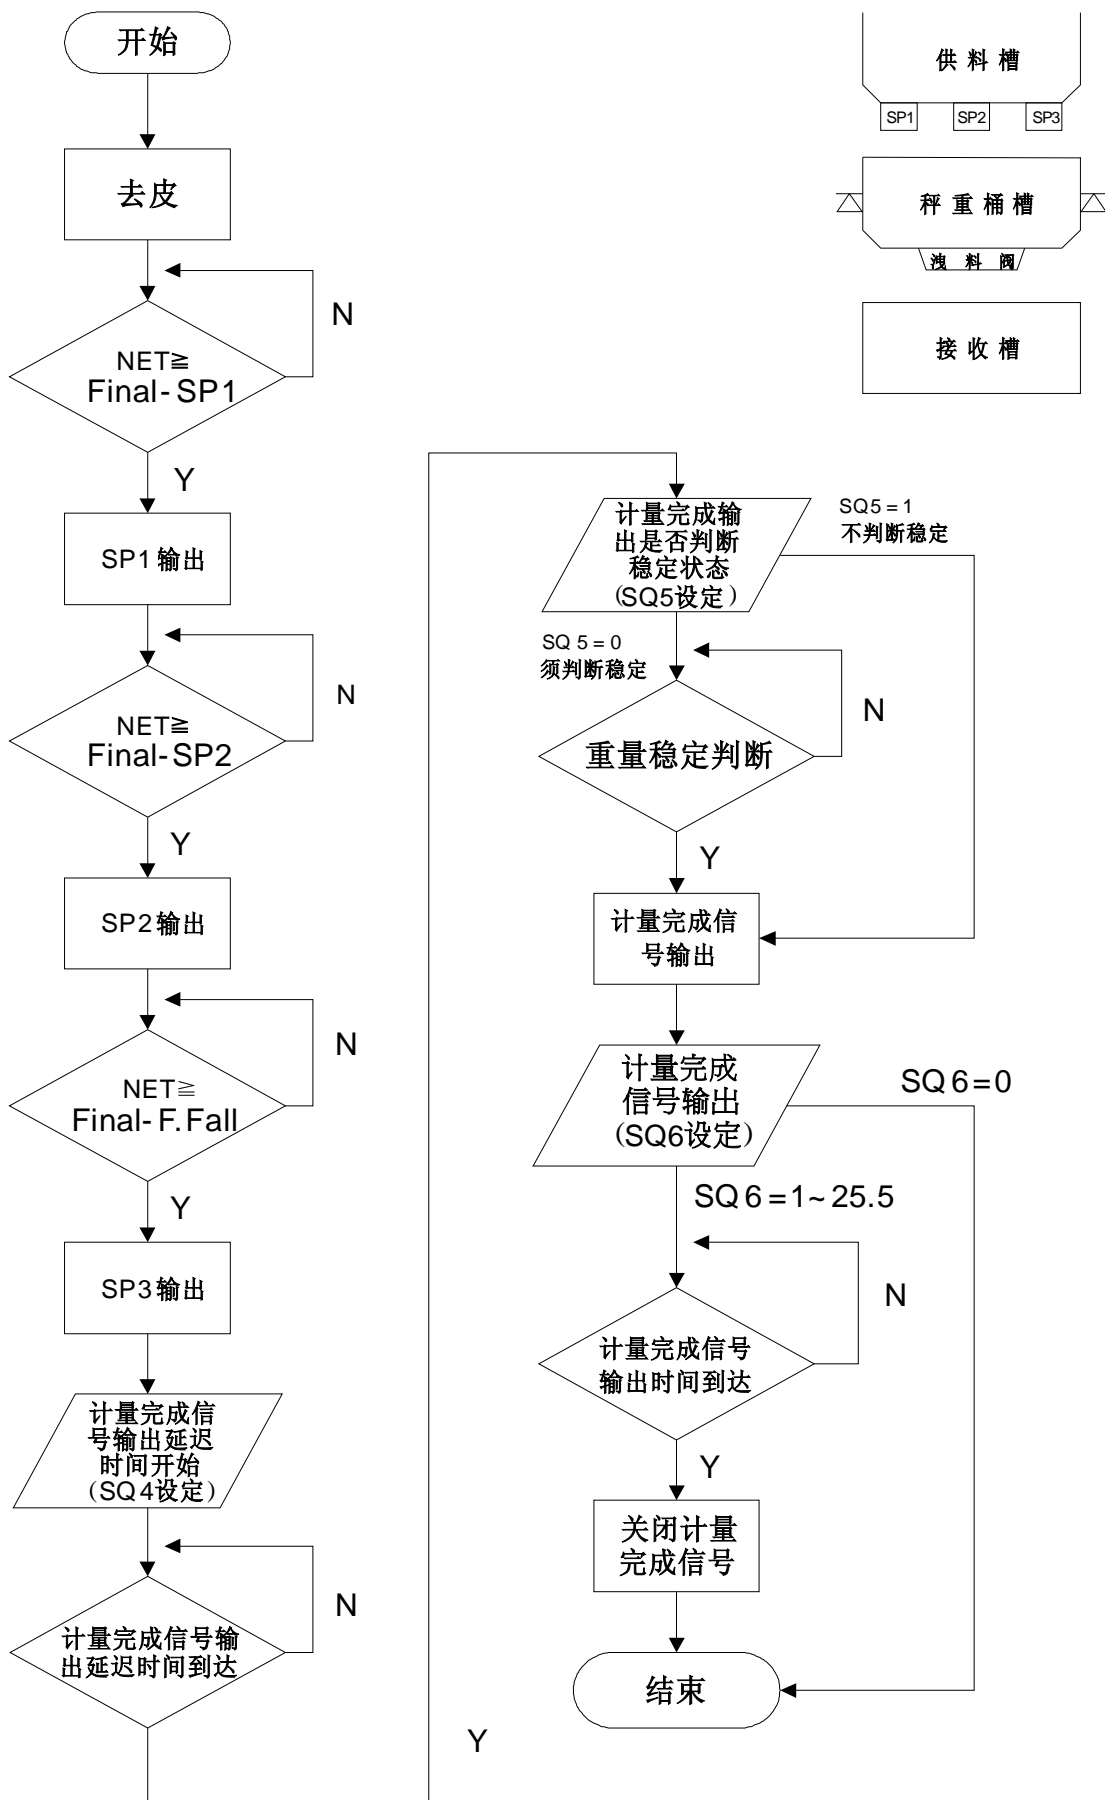 开始
去皮
N
NET≧
Final-SP1
Y
SP1输出
N
NET≧
Final-SP2
Y
SP2输出
N
NET≧
Final-F.Fall
Y
SP3输出
计量完成信
号输出延迟
时间开始
(SQ4设定)
N
计量完成信号输
出延迟时间到达
Y
供料槽
SP1 SP2 SP3
秤重桶槽
洩料阀
接收槽
计量完成输
出是否判断
稳定状态
(SQ5设定)
SQ5=1
不判断稳定
SQ5=0
须判断稳定
N
重量稳定判断
Y
计量完成信
号输出
计量完成
信号输出
(SQ6设定)
SQ6=0
SQ6=1~25.5
N
计量完成信号
输出时间到达
Y
关闭计量
完成信号
结束